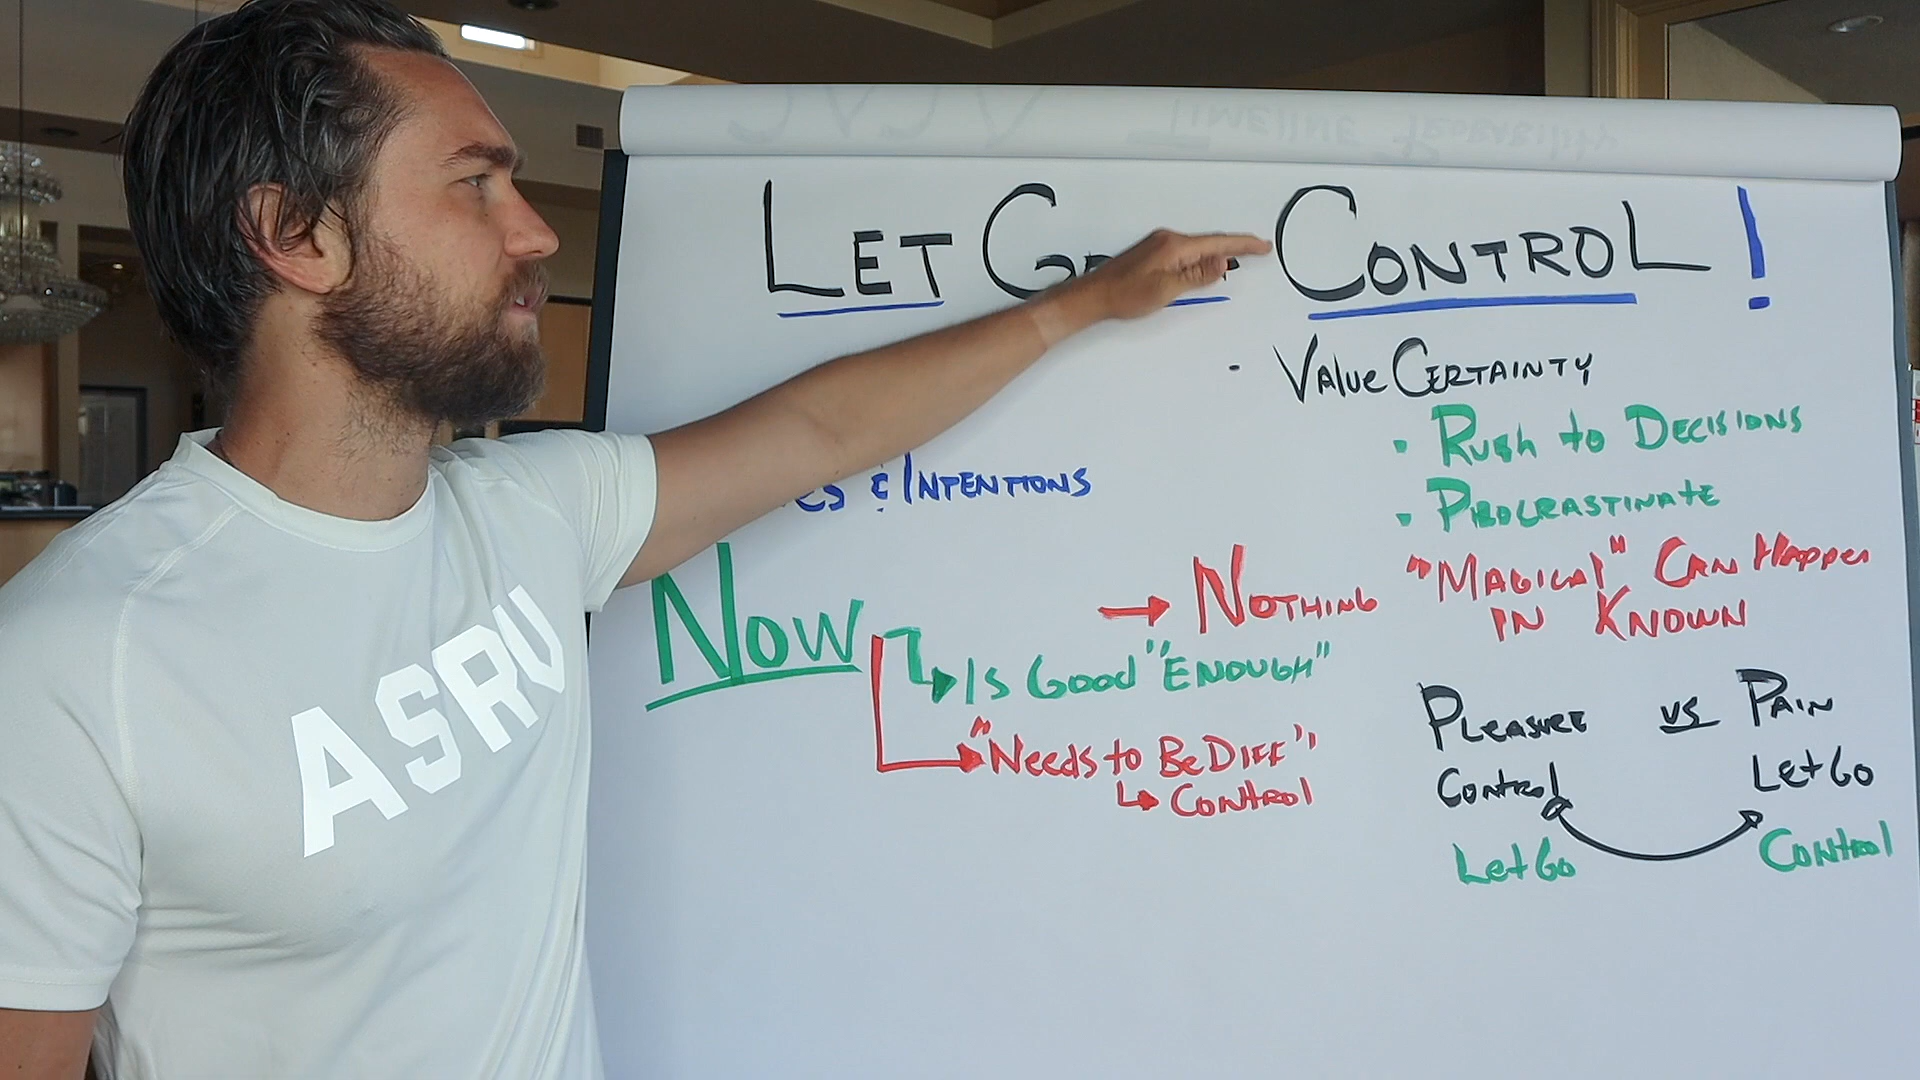 LET GO CONTROL!
• Value Certainty
• Rush to Decisions
• Procrastinate
"Magical" Can Happen
in Known
& Intentions
Now
→ Nothing
Is Good "Enough"
"Needs to Be Diff"
↳ Control
Pleasure vs Pain
Control Let Go
Let Go Control
ASRV